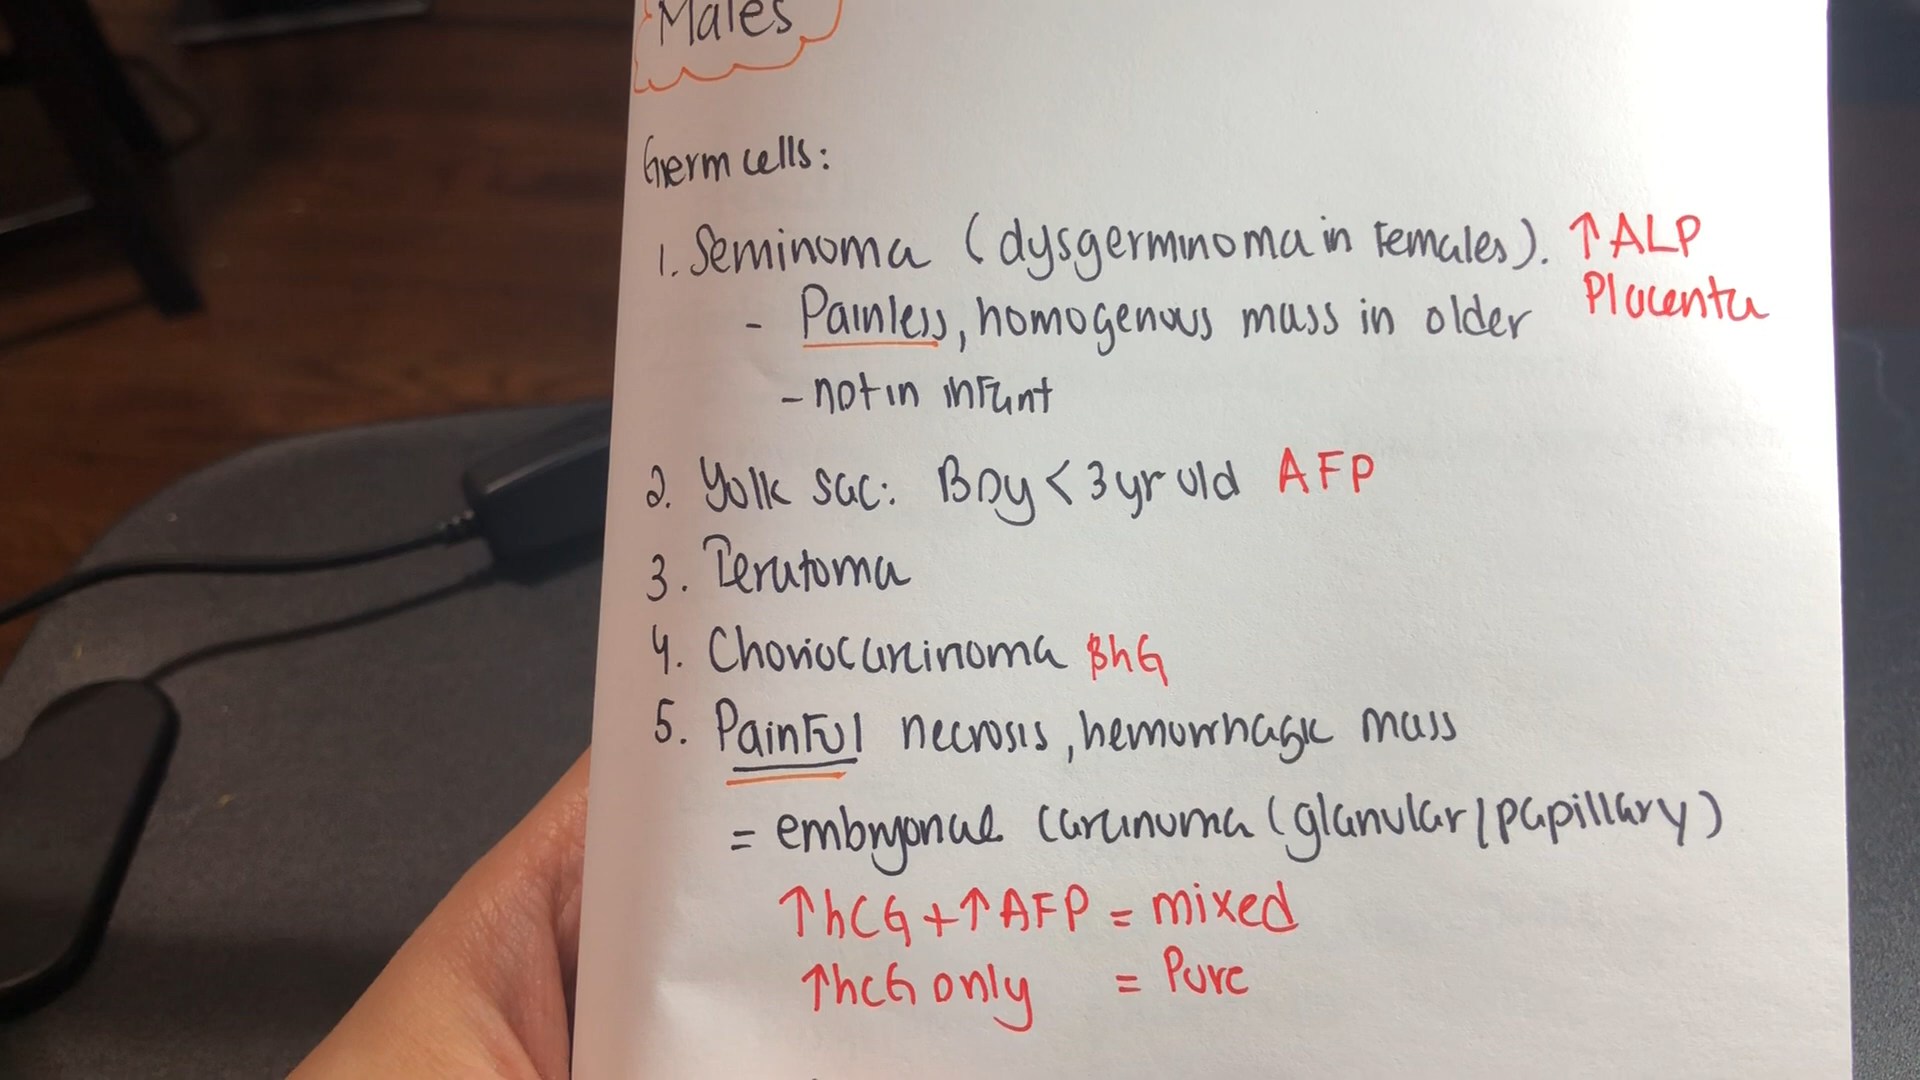 Males
Germ cells:
1. Seminoma (dysgerminoma in Females). ↑ALP
Placenta
- Painless, homogenous mass in older
- not in infant
2. Yolk sac: Boy < 3 yr old AFP
3. Teratoma
4. Choriocarcinoma βhG
5. Painful necrosis, hemorrhagic mass
= embryonal carcinoma (glanular/papillary)
↑hCG + ↑AFP = mixed
↑hCG only = Pure